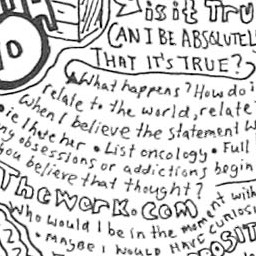 is it Tru
CAN I BE ABSOLUTEL
THAT IT'S TRUE?
What happens? How do i
relate to the world, relate
When I believe the statement w
ie I hate her • List oncology • Full
ny obsessions or addictions begin
you believe that thought?
TheWork.com
Who would I be in the moment with
• MAYBE I WOULD HAVE CURIOSI
POSIT